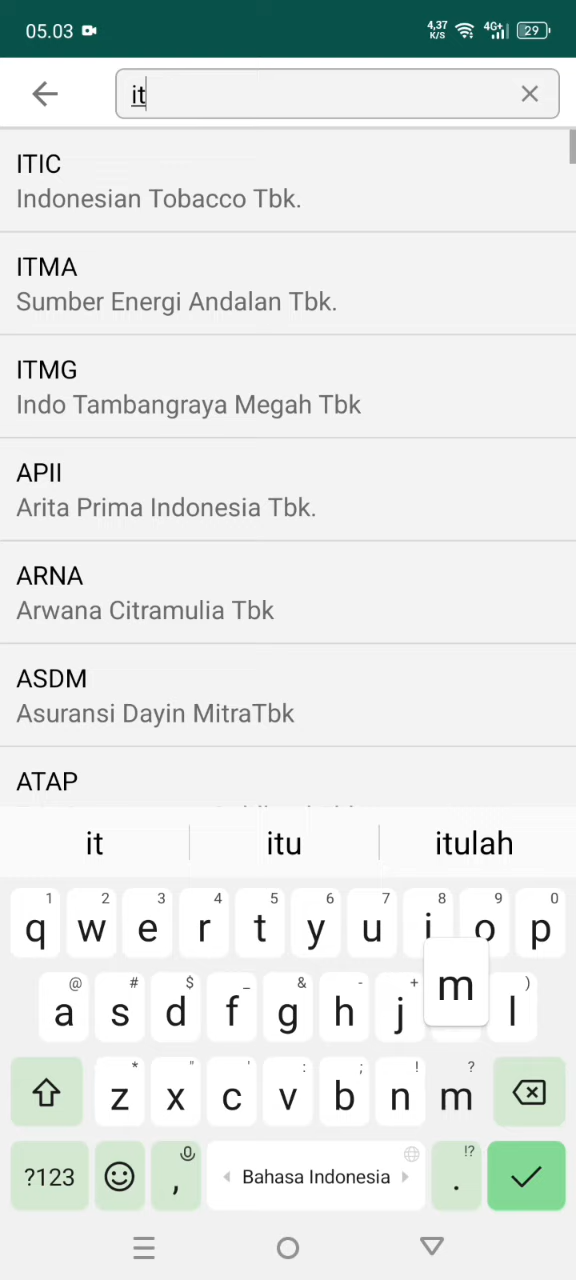 05.03
4,37
K/S
4G+
29
it
ITIC
Indonesian Tobacco Tbk.
ITMA
Sumber Energi Andalan Tbk.
ITMG
Indo Tambangraya Megah Tbk
APII
Arita Prima Indonesia Tbk.
ARNA
Arwana Citramulia Tbk
ASDM
Asuransi Dayin MitraTbk
ATAP
it itu itulah
1 2 3 4 5 6 7 8 9 0
q w e r t y u i o p
@ # $ _ & - + )
a s d f g h j m l
* " ' : ; ! ?
z x c v b n m
?123 , Bahasa Indonesia . !?